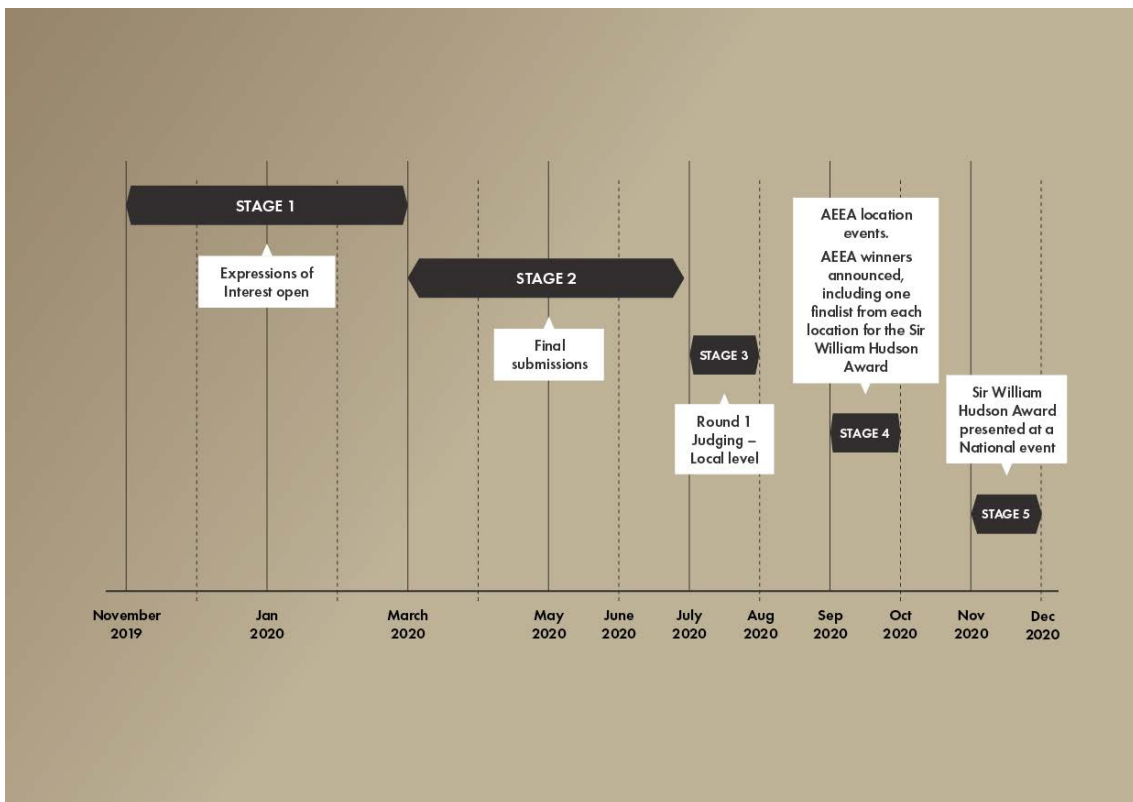 STAGE 1
Expressions of
Interest open
STAGE 2
Final
submissions
STAGE 3
Round 1
Judging –
Local level
AEEA location
events.
AEEA winners
announced,
including one
finalist from each
location for the Sir
William Hudson
Award
STAGE 4
Sir William
Hudson Award
presented at a
National event
STAGE 5
November
2019
Jan
2020
March
2020
May
2020
June
2020
July
2020
Aug
2020
Sep
2020
Oct
2020
Nov
2020
Dec
2020